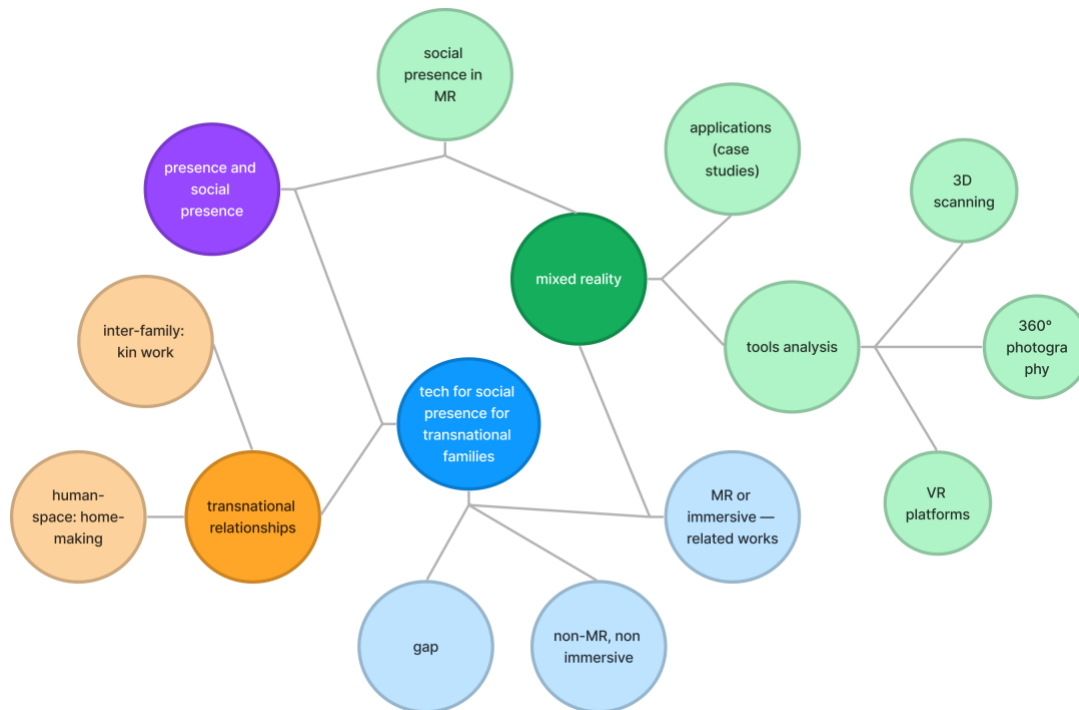 social
presence in
MR
applications
(case
studies)
presence and
social
presence
3D
scanning
mixed reality
inter-family:
kin work
tools analysis
360°
photogra
phy
tech for social
presence for
transnational
families
human-
space: home-
making
transnational
relationships
MR or
immersive —
related works
VR
platforms
gap
non-MR, non
immersive